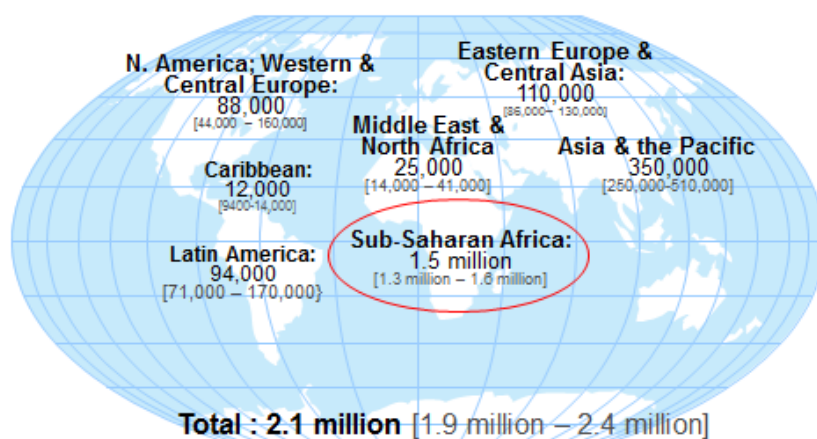 N. America; Western &
Central Europe:
88,000
[44,000 – 160,000]
Eastern Europe &
Central Asia:
110,000
[86,000– 130,000]
Middle East &
North Africa
25,000
[14,000 – 41,000]
Asia & the Pacific
350,000
[250,000-510,000]
Caribbean:
12,000
[9400-14,000]
Sub-Saharan Africa:
1.5 million
[1.3 million – 1.6 million]
Latin America:
94,000
[71,000 – 170,000}
Total : 2.1 million [1.9 million – 2.4 million]